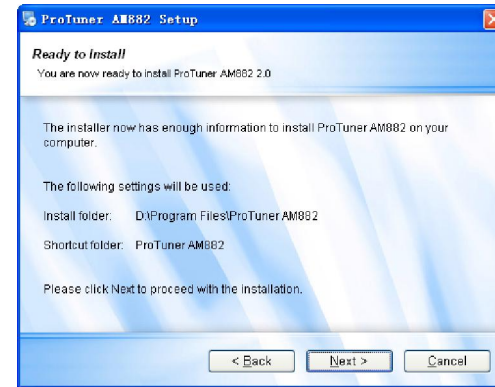 ProTuner AM882 Setup
Ready to Install
You are now ready to install ProTuner AM882 2.0
The installer now has enough information to install ProTuner AM882 on your
computer.
The following settings will be used:
Install folder: D:\Program Files\ProTuner AM882
Shortcut folder: ProTuner AM882
Please click Next to proceed with the installation.
< Back Next > Cancel